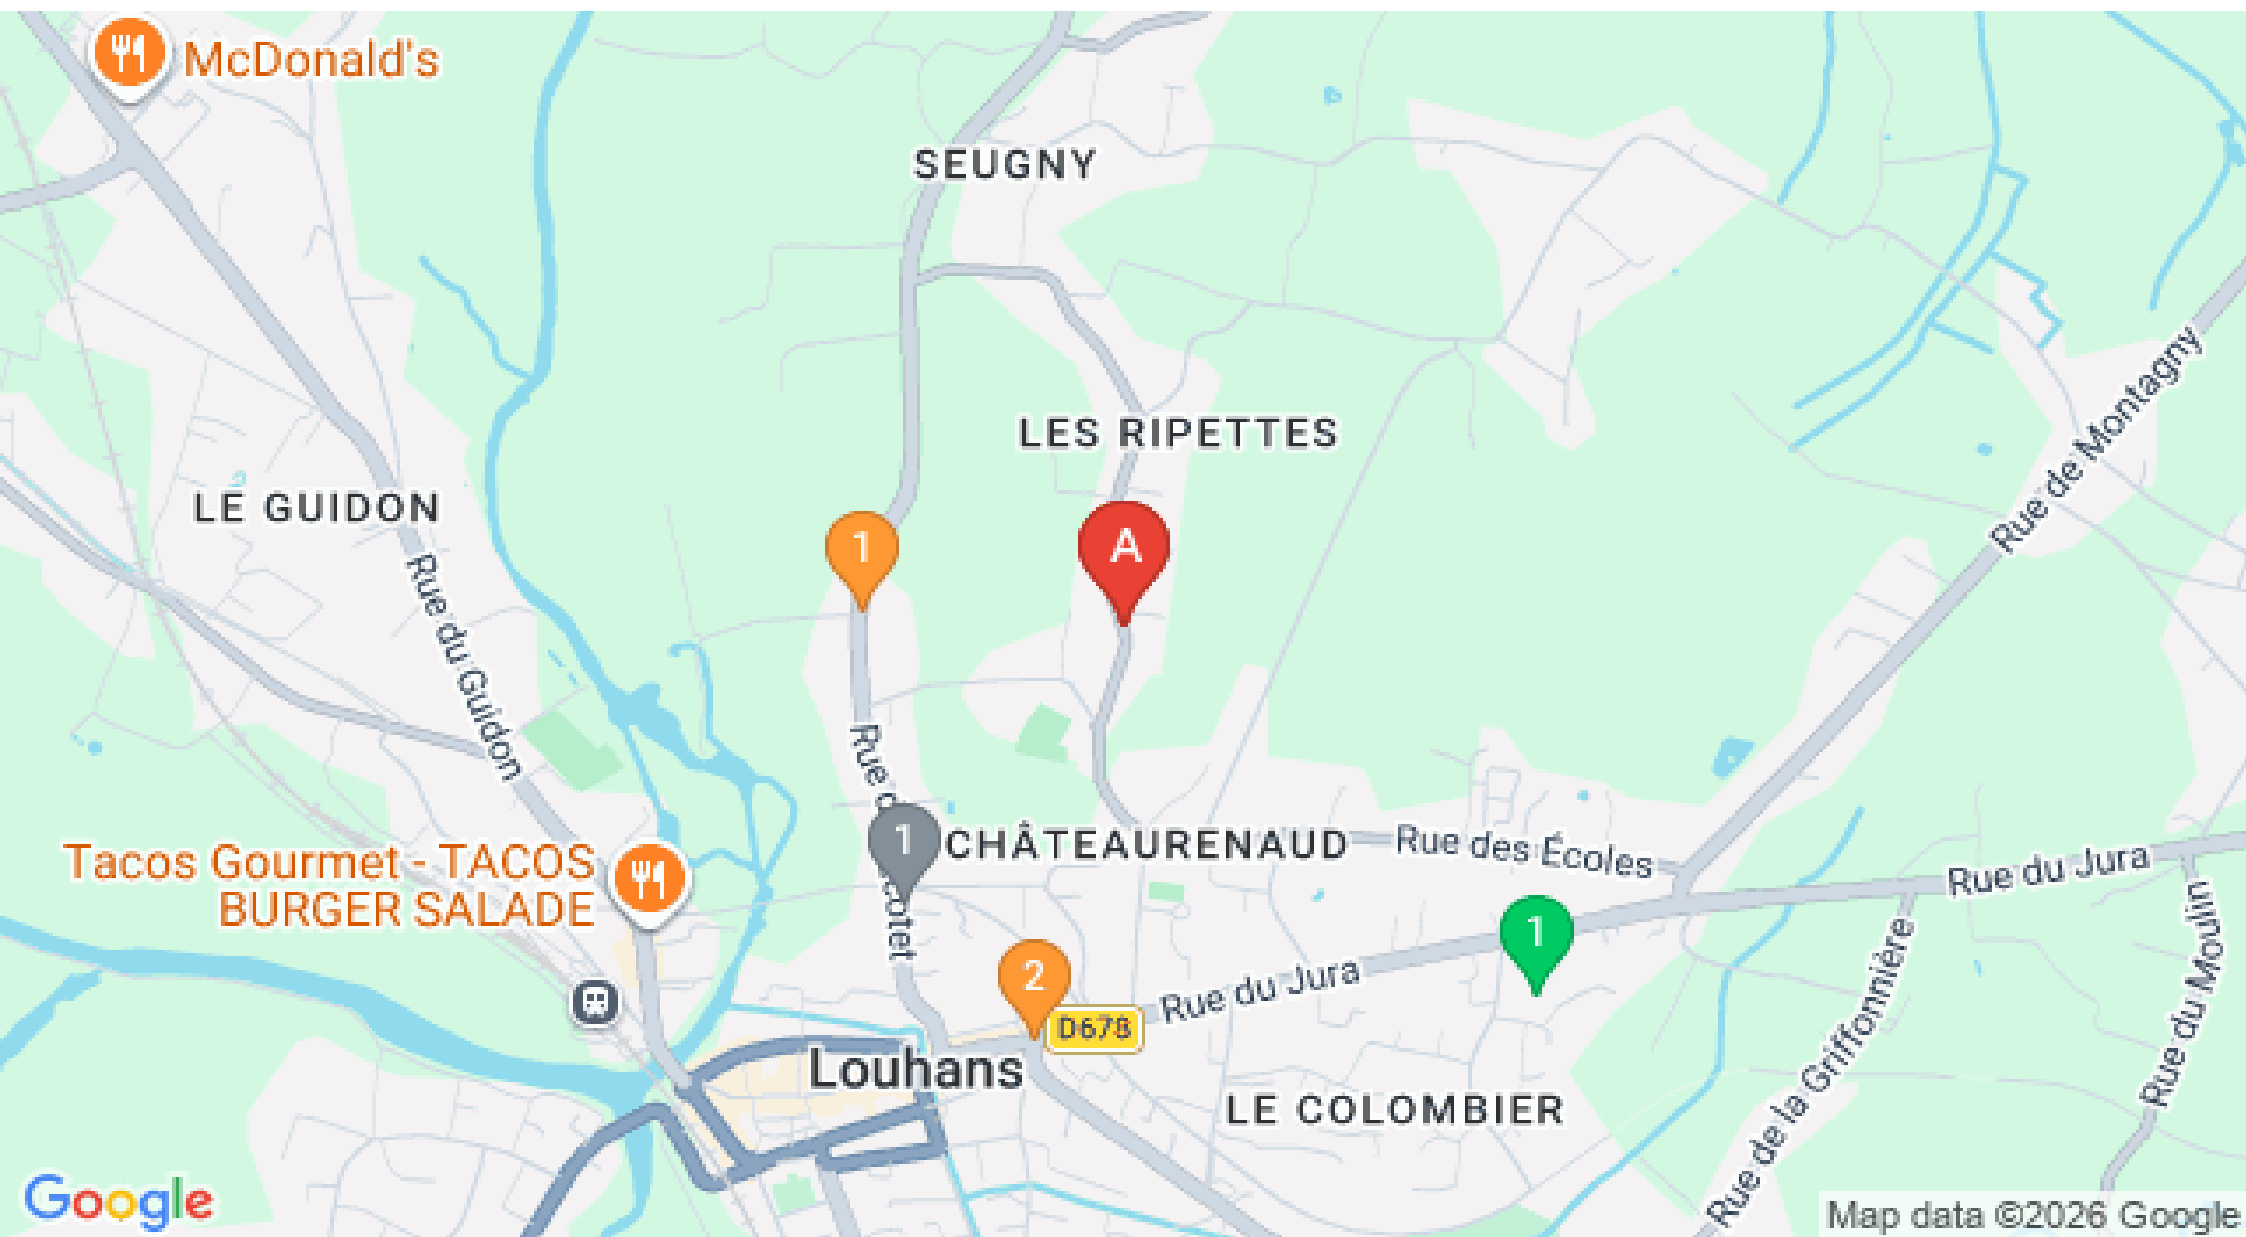 McDonald's
SEUGNY
LES RIPETTES
LE GUIDON
Rue de Montagny
1
A
Rue du Guidon
Rue
cotet
1
CHÂTEAURENAUD
Rue des Écoles
Rue du Jura
Tacos Gourmet - TACOS
BURGER SALADE
1
2
D678
Rue du Jura
Louhans
LE COLOMBIER
Rue de la Griffonnière
Rue du Moulin
Google
Map data ©2026 Google